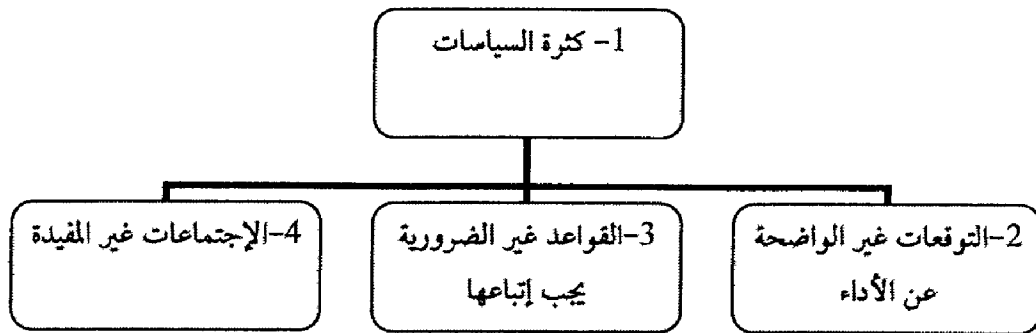 1- كثرة السياسات
2-التوقعات غير الواضحة
عن الأداء
3-القواعد غير الضرورية
يجب إتباعها
4-الإجتماعات غير المفيدة